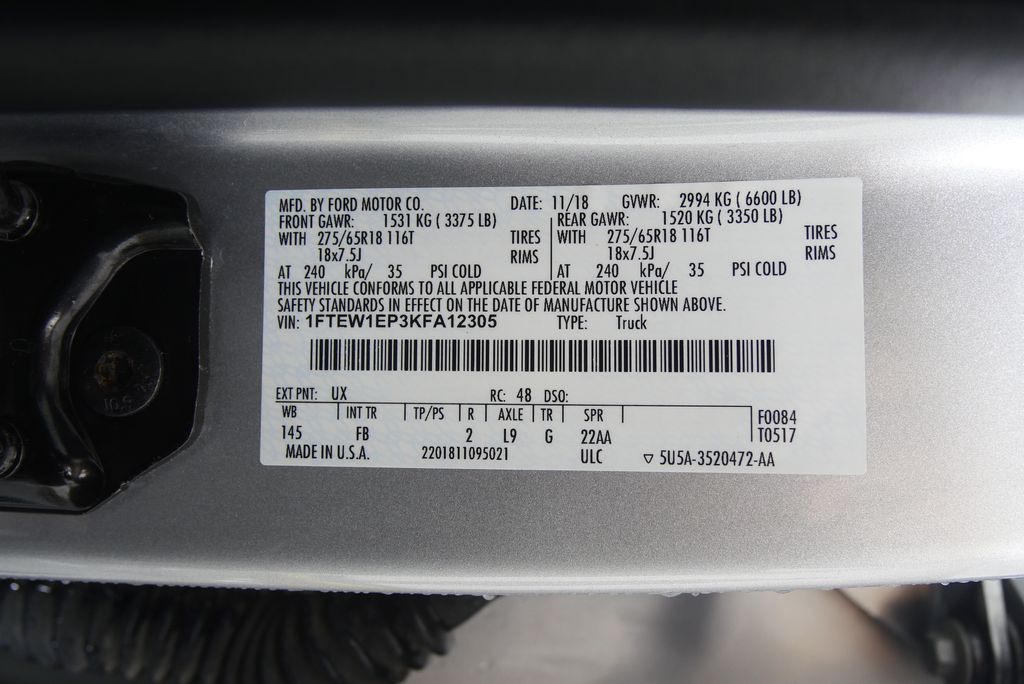 MFD. BY FORD MOTOR CO. DATE: 11/18 GVWR: 2994 KG ( 6600 LB)
FRONT GAWR: 1531 KG ( 3375 LB) REAR GAWR: 1520 KG ( 3350 LB)
WITH 275/65R18 116T TIRES WITH 275/65R18 116T TIRES
18x7.5J RIMS 18x7.5J RIMS
AT 240 kPa/ 35 PSI COLD AT 240 kPa/ 35 PSI COLD
THIS VEHICLE CONFORMS TO ALL APPLICABLE FEDERAL MOTOR VEHICLE
SAFETY STANDARDS IN EFFECT ON THE DATE OF MANUFACTURE SHOWN ABOVE.
VIN: 1FTEW1EP3KFA12305 TYPE: Truck
EXT PNT: UX RC: 48 DSO:
WB INT TR TP/PS R AXLE TR SPR F0084
145 FB 2 L9 G 22AA T0517
MADE IN U.S.A. 2201811095021 ULC ▽ 5U5A-3520472-AA